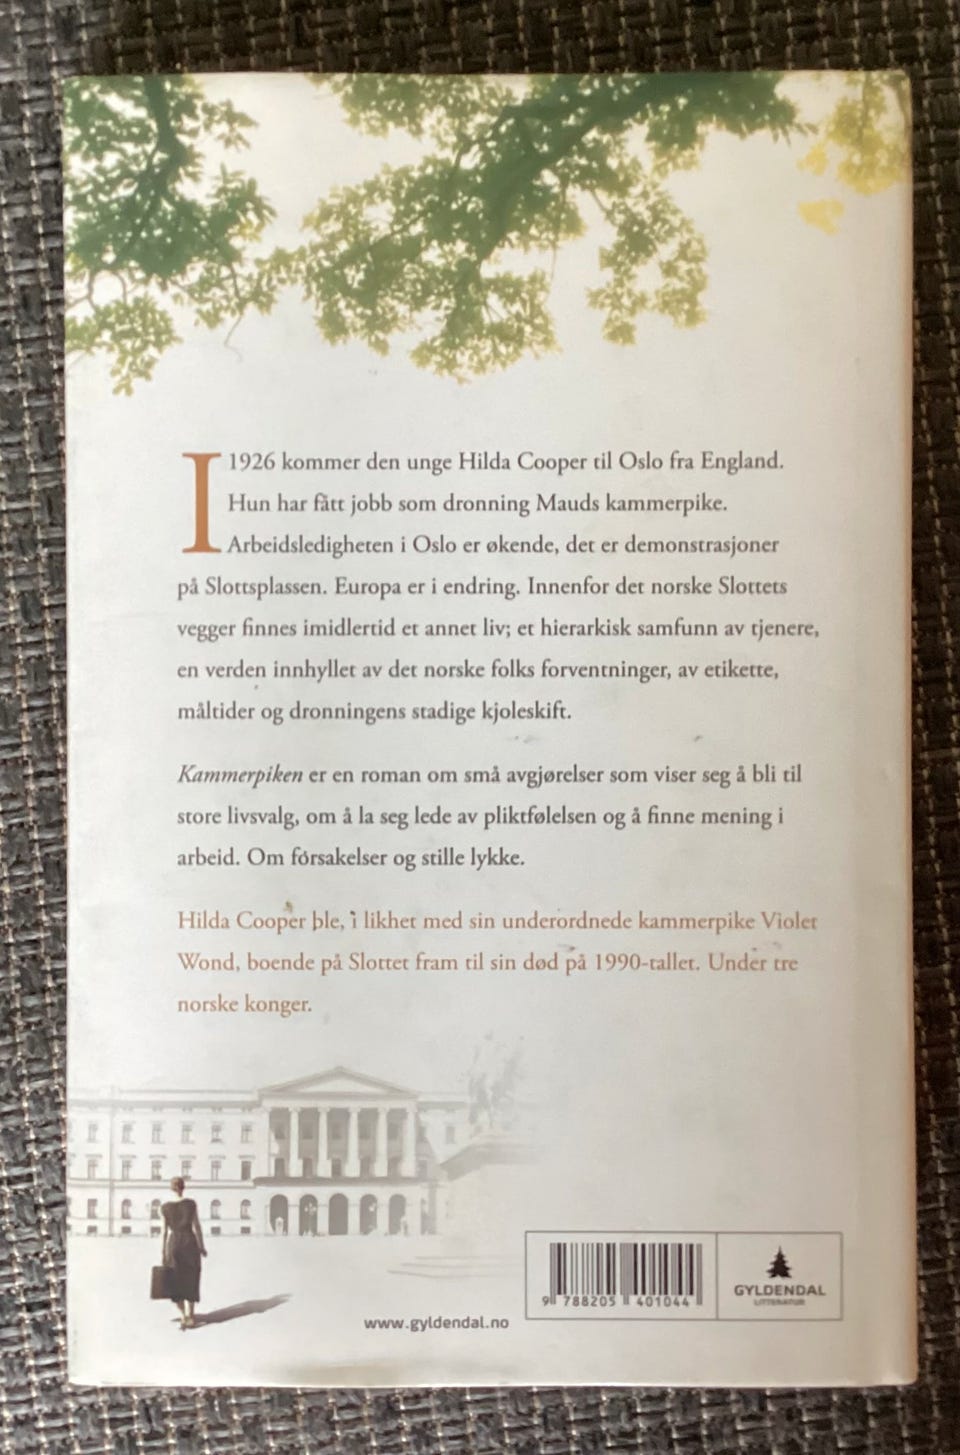 I 1926 kommer den unge Hilda Cooper til Oslo fra England.
Hun har fått jobb som dronning Mauds kammerpike.
Arbeidsledigheten i Oslo er økende, det er demonstrasjoner
på Slottsplassen. Europa er i endring. Innenfor det norske Slottets
vegger finnes imidlertid et annet liv; et hierarkisk samfunn av tjenere,
en verden innhyllet av det norske folks forventninger, av etikette,
måltider og dronningens stadige kjoleskift.
Kammerpiken er en roman om små avgjørelser som viser seg å bli til
store livsvalg, om å la seg lede av pliktfølelsen og å finne mening i
arbeid. Om forsakelser og stille lykke.
Hilda Cooper ble, i likhet med sin underordnede kammerpike Violet
Wond, boende på Slottet fram til sin død på 1990-tallet. Under tre
norske konger.
9 788205 401044
GYLDENDAL
LITTERATUR
www.gyldendal.no